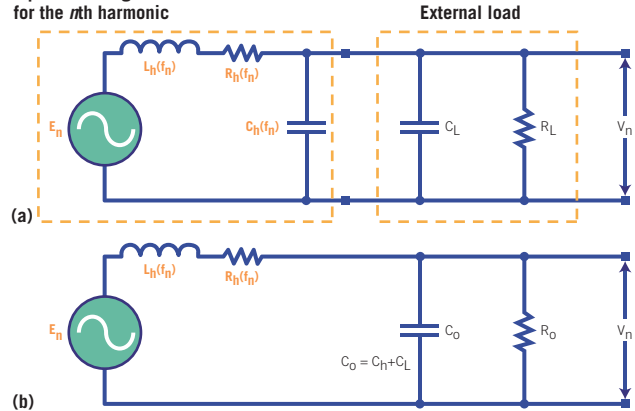 for the nth harmonic
External load
Lh(fn)
Rh(fn)
En
Ch(fn)
CL
RL
Vn
(a)
Lh(fn)
Rh(fn)
En
Co
Ro
Vn
Co = Ch+CL
(b)